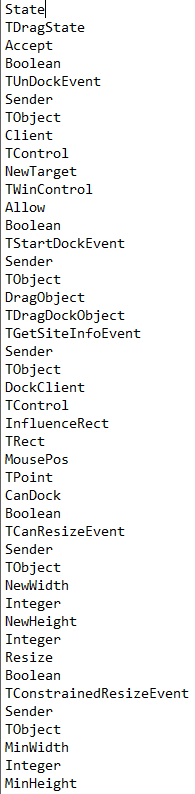 State
TDragState
Accept
Boolean
TUnDockEvent
Sender
TObject
Client
TControl
NewTarget
TWinControl
Allow
Boolean
TStartDockEvent
Sender
TObject
DragObject
TDragDockObject
TGetSiteInfoEvent
Sender
TObject
DockClient
TControl
InfluenceRect
TRect
MousePos
TPoint
CanDock
Boolean
TCanResizeEvent
Sender
TObject
NewWidth
Integer
NewHeight
Integer
Resize
Boolean
TConstrainedResizeEvent
Sender
TObject
MinWidth
Integer
MinHeight